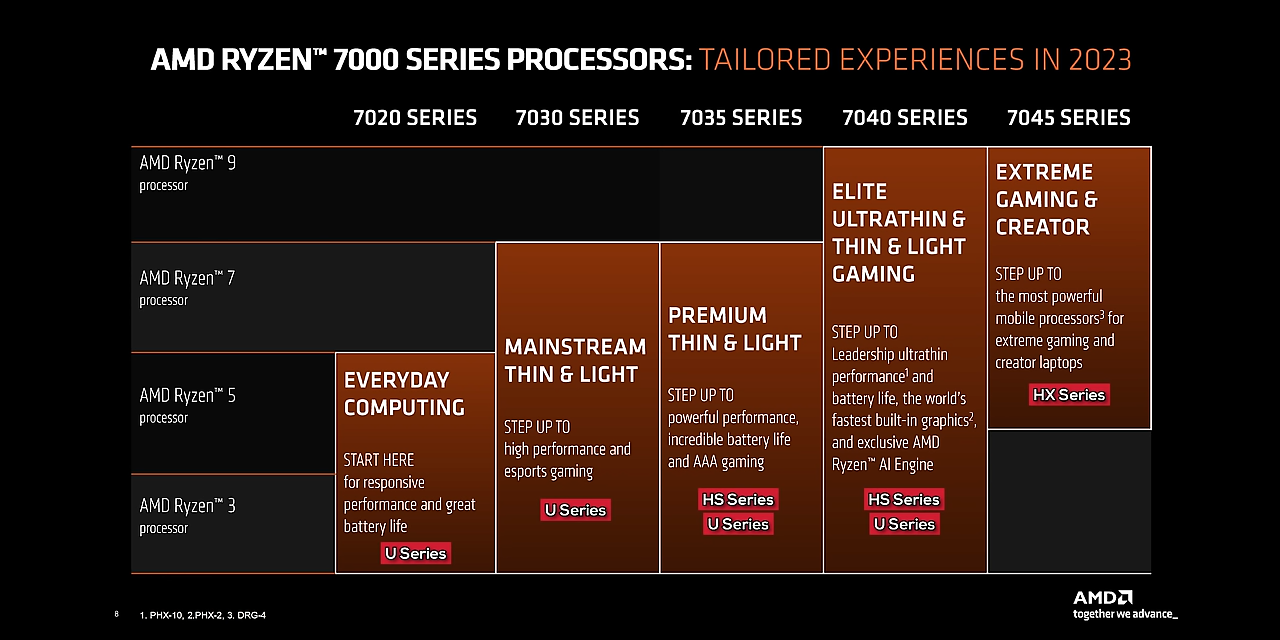 AMD RYZEN™ 7000 SERIES PROCESSORS: TAILORED EXPERIENCES IN 2023
7020 SERIES
7030 SERIES
7035 SERIES
7040 SERIES
7045 SERIES
AMD Ryzen™ 9
processor
AMD Ryzen™ 7
processor
AMD Ryzen™ 5
processor
AMD Ryzen™ 3
processor
EVERYDAY
COMPUTING
START HERE
for responsive
performance and great
battery life
U Series
MAINSTREAM
THIN & LIGHT
STEP UP TO
high performance and
esports gaming
U Series
PREMIUM
THIN & LIGHT
STEP UP TO
powerful performance,
incredible battery life
and AAA gaming
HS Series
U Series
ELITE
ULTRATHIN &
THIN & LIGHT
GAMING
STEP UP TO
Leadership ultrathin
performance¹ and
battery life, the world's
fastest built-in graphics²,
and exclusive AMD
Ryzen™ AI Engine
HS Series
U Series
EXTREME
GAMING &
CREATOR
STEP UP TO
the most powerful
mobile processors³ for
extreme gaming and
creator laptops
HX Series
8
1. PHX-10, 2.PHX-2, 3. DRG-4
AMD
together we advance_